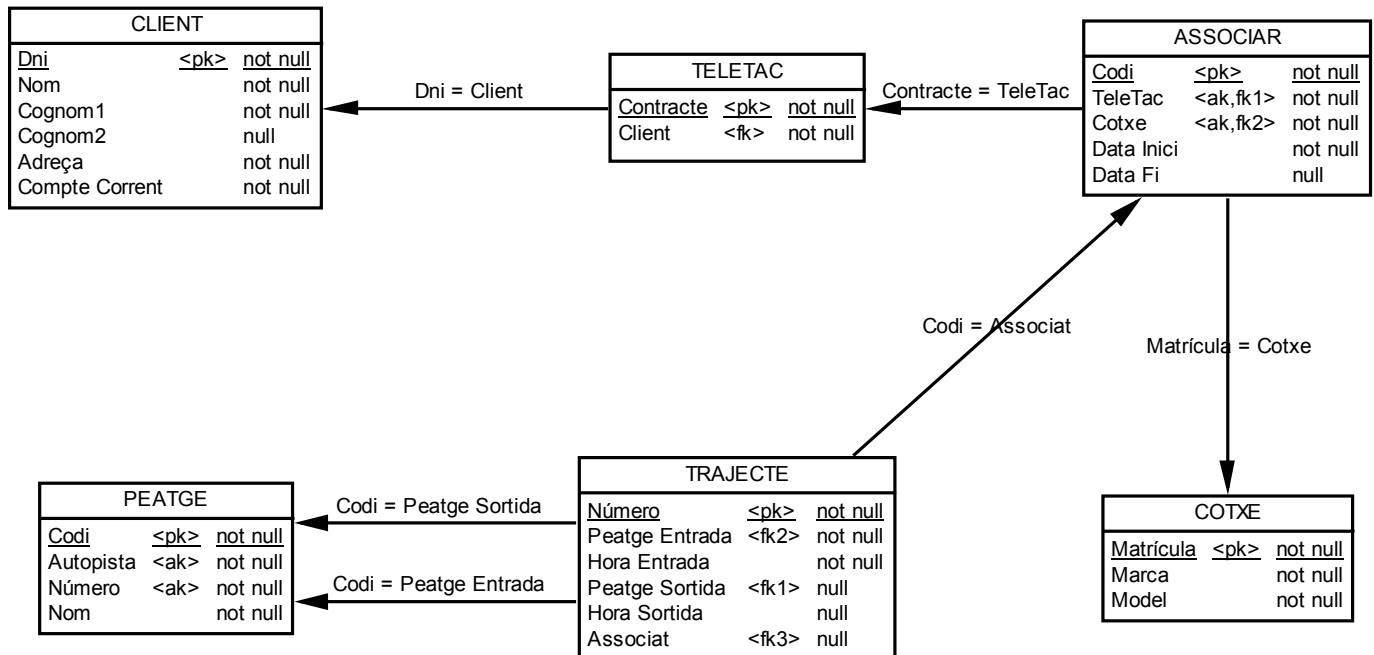 CLIENT
Dni <pk> not null
Nom not null
Cognom1 not null
Cognom2 null
Adreça not null
Compte Corrent not null
Dni = Client
TELETAC
Contracte <pk> not null
Client <fk> not null
Contracte = TeleTac
ASSOCIAR
Codi <pk> not null
TeleTac <ak,fk1> not null
Cotxe <ak,fk2> not null
Data Inici not null
Data Fi null
Codi = Associat
Matrícula = Cotxe
PEATGE
Codi <pk> not null
Autopista <ak> not null
Número <ak> not null
Nom not null
Codi = Peatge Sortida
Codi = Peatge Entrada
TRAJECTE
Número <pk> not null
Peatge Entrada <fk2> not null
Hora Entrada not null
Peatge Sortida <fk1> null
Hora Sortida null
Associat <fk3> null
COTXE
Matrícula <pk> not null
Marca not null
Model not null